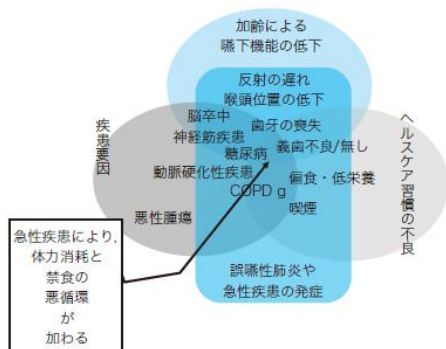 加齢による
嚥下機能の低下
反射の遅れ
喉頭位置の低下
脳卒中
歯牙の喪失
神経筋疾患
義歯不良/無し
糖尿病
動脈硬化性疾患
偏食・低栄養
COPD g
喫煙
悪性腫瘍
疾患要因
ヘルスケア習慣の不良
急性疾患により,
体力消耗と
禁食の
悪循環
が
加わる
誤嚥性肺炎や
急性疾患の発症